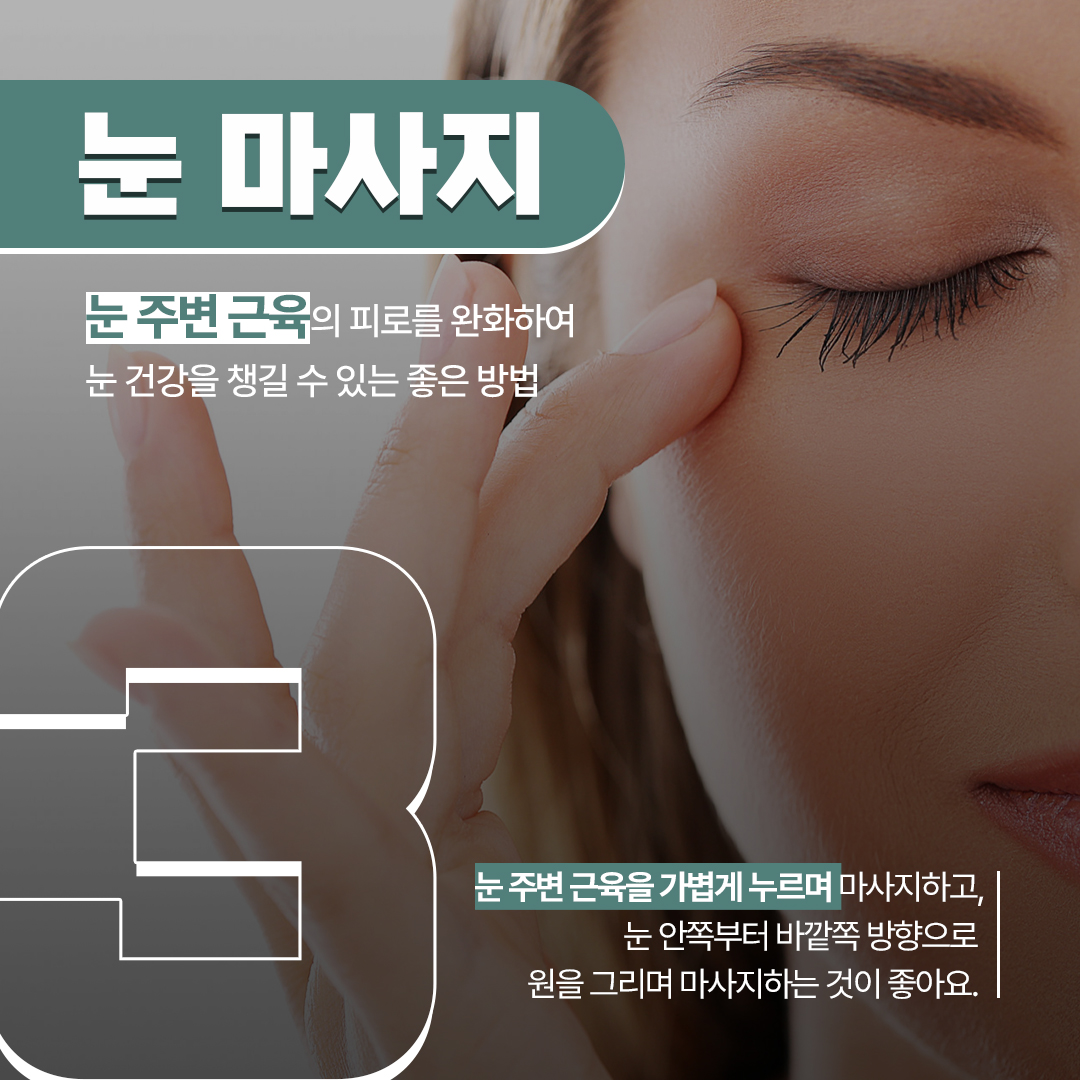 눈 마사지
눈 주변 근육의 피로를 완화하여
눈 건강을 챙길 수 있는 좋은 방법
3
눈 주변 근육을 가볍게 누르며 마사지하고,
눈 안쪽부터 바깥쪽 방향으로
원을 그리며 마사지하는 것이 좋아요.